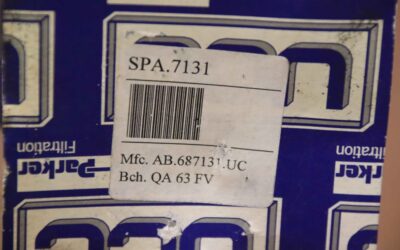 SPA.7131
Mfc. AB.687131.UC
Bch. QA 63 FV
Parker
Filtration
Parker
Filtration